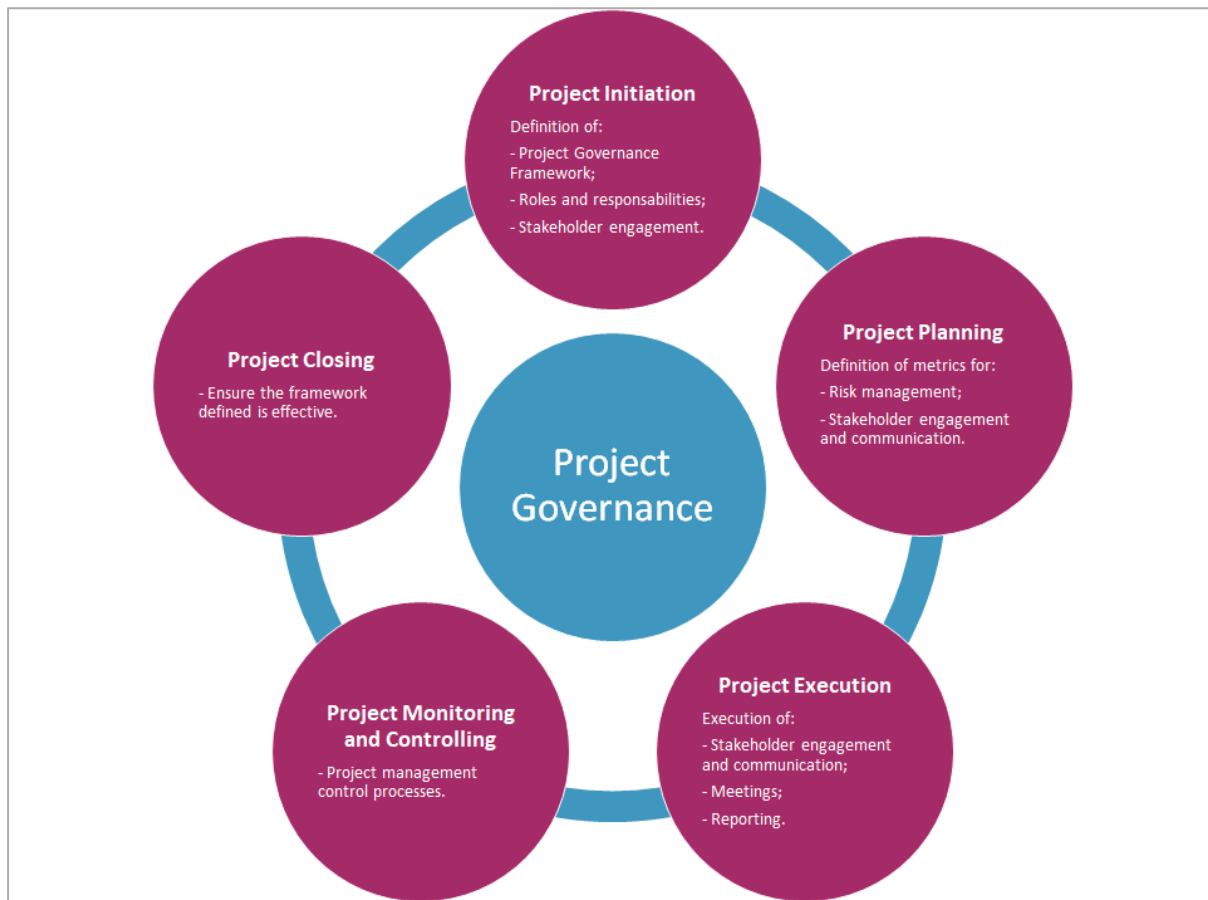 Project Initiation
Definition of:
- Project Governance
Framework;
- Roles and responsabilities;
- Stakeholder engagement.
Project Planning
Definition of metrics for:
- Risk management;
- Stakeholder engagement
and communication.
Project Execution
Execution of:
- Stakeholder engagement
and communication;
- Meetings;
- Reporting.
Project Monitoring
and Controlling
- Project management
control processes.
Project Closing
- Ensure the framework
defined is effective.
Project
Governance